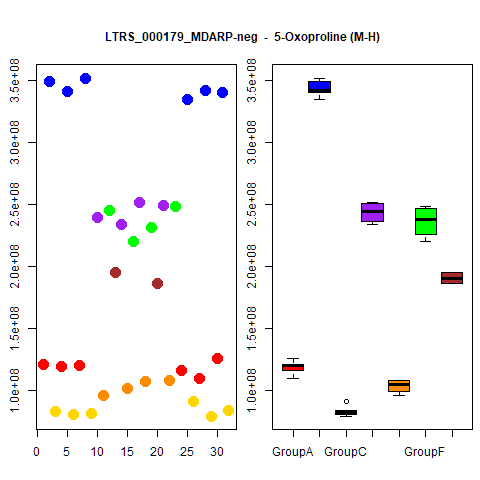 LTRS_000179_MDARP-neg - 5-Oxoproline (M-H)
3.5e+08
3.0e+08
2.5e+08
2.0e+08
1.5e+08
1.0e+08
0 5 10 15 20 25 30
3.5e+08
3.0e+08
2.5e+08
2.0e+08
1.5e+08
1.0e+08
GroupA GroupC GroupF